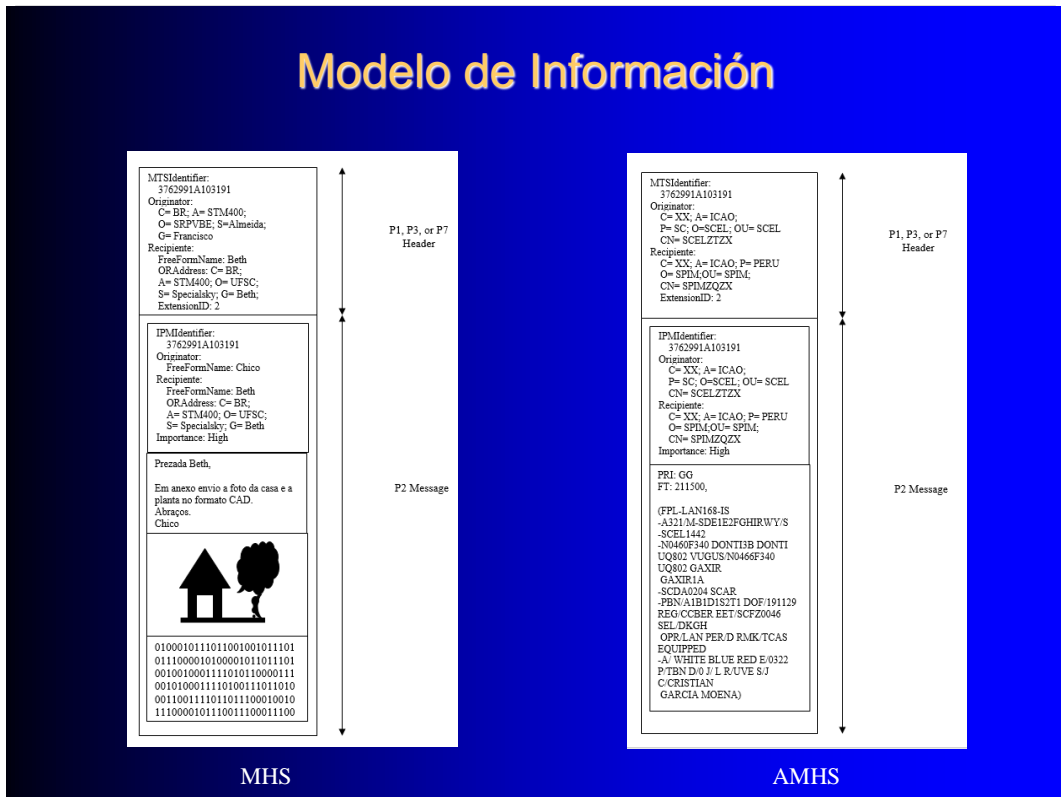 Modelo de Información
MTSIdentifier:
3762991A103191
Originator:
C= BR; A= STM400;
O= SRPVBE; S=Almeida;
G= Francisco
Recipiente:
FreeFormName: Beth
ORAddress: C= BR;
A= STM400; O= UFSC;
S= Specialsky; G= Beth;
ExtensionID: 2
P1, P3, or P7
Header
IPMIdentifier:
3762991A103191
Originator:
FreeFormName: Chico
Recipiente:
FreeFormName: Beth
ORAddress: C= BR;
A= STM400; O= UFSC;
S= Specialsky; G= Beth
Importance: High
Prezada Beth,
Em anexo envio a foto da casa e a
planta no formato CAD.
Abraços.
Chico
P2 Message
0100010111011001001011101
0111000010100001011011101
0010010001111010110000111
0010100011110100111011010
0011001111011011100010010
1110000101110011100011100
MHS
MTSIdentifier:
3762991A103191
Originator:
C= XX; A= ICAO;
P= SC; O=SCEL; OU= SCEL
CN= SCELZTZX
Recipiente:
C= XX; A= ICAO; P= PERU
O= SPIM;OU= SPIM;
CN= SPIMZQZX
ExtensionID: 2
P1, P3, or P7
Header
IPMIdentifier:
3762991A103191
Originator:
C= XX; A= ICAO;
P= SC; O=SCEL; OU= SCEL
CN= SCELZTZX
Recipiente:
C= XX; A= ICAO; P= PERU
O= SPIM;OU= SPIM;
CN= SPIMZQZX
Importance: High
PRI: GG
FT: 211500,
(FPL-LAN168-IS
-A321/M-SDE1E2FGHIRWY/S
-SCEL1442
-N0460F340 DONTI3B DONTI
UQ802 VUGUS/N0466F340
UQ802 GAXIR
GAXIR1A
-SCDA0204 SCAR
-PBN/A1B1D1S2T1 DOF/191129
REG/CCBER EET/SCFZ0046
SEL/DKGH
OPR/LAN PER/D RMK/TCAS
EQUIPPED
-A/ WHITE BLUE RED E/0322
P/TBN D/0 J/ L R/UVE S/J
C/CRISTIAN
GARCIA MOENA)
P2 Message
AMHS